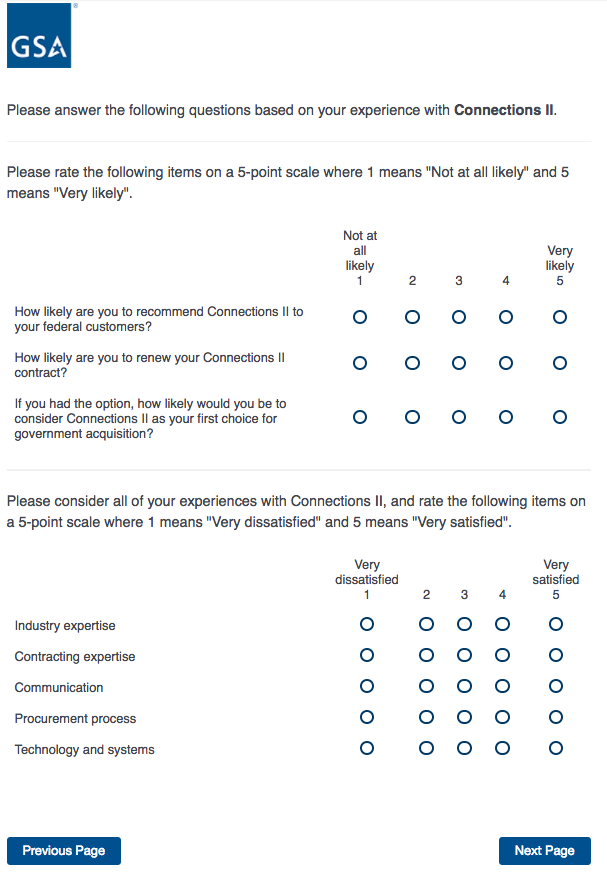 GSA
Please answer the following questions based on your experience with Connections II.
Please rate the following items on a 5-point scale where 1 means "Not at all likely" and 5
means "Very likely".
Not at
all
likely
1 2 3 4
Very
likely
5
How likely are you to recommend Connections II to
your federal customers?
How likely are you to renew your Connections II
contract?
If you had the option, how likely would you be to
consider Connections II as your first choice for
government acquisition?
Please consider all of your experiences with Connections II, and rate the following items on
a 5-point scale where 1 means "Very dissatisfied" and 5 means "Very satisfied".
Very
dissatisfied
1 2 3 4
Very
satisfied
5
Industry expertise
Contracting expertise
Communication
Procurement process
Technology and systems
Previous Page
Next Page